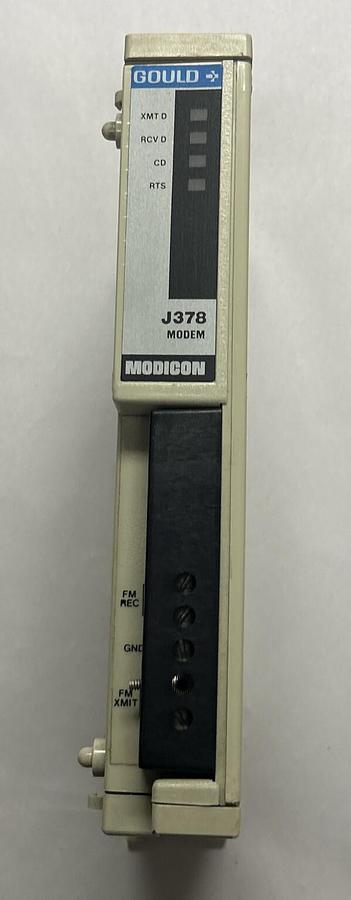 GOULD
XMT D
RCV D
CD
RTS
J378
MODEM
MODICON
FM
REC
GND
FM
XMIT